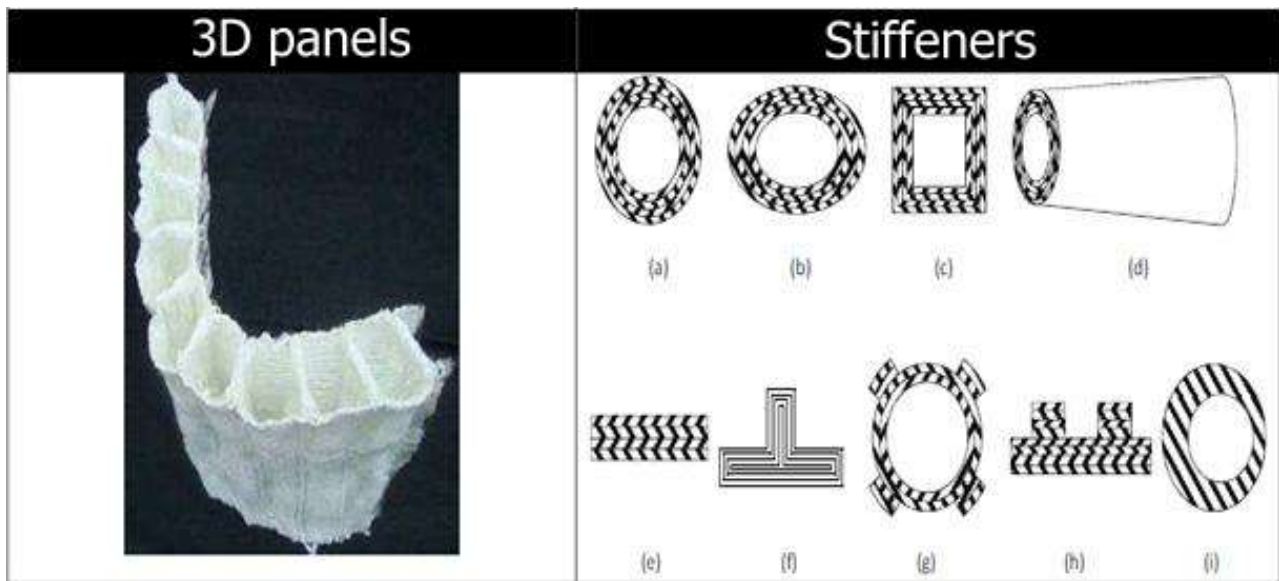 3D panels
Stiffeners
(a)
(b)
(c)
(d)
(e)
(f)
(g)
(h)
(i)